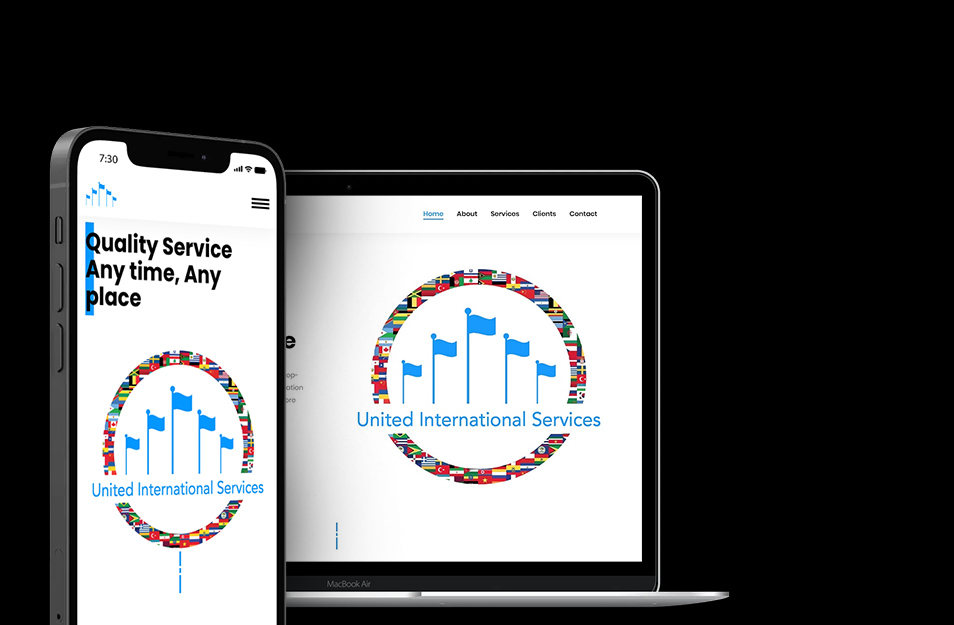 7:30
Quality Service
Any time, Any
place
United International Services
Home About Services Clients Contact
e
op-
ation
ore
United International Services
MacBook Air